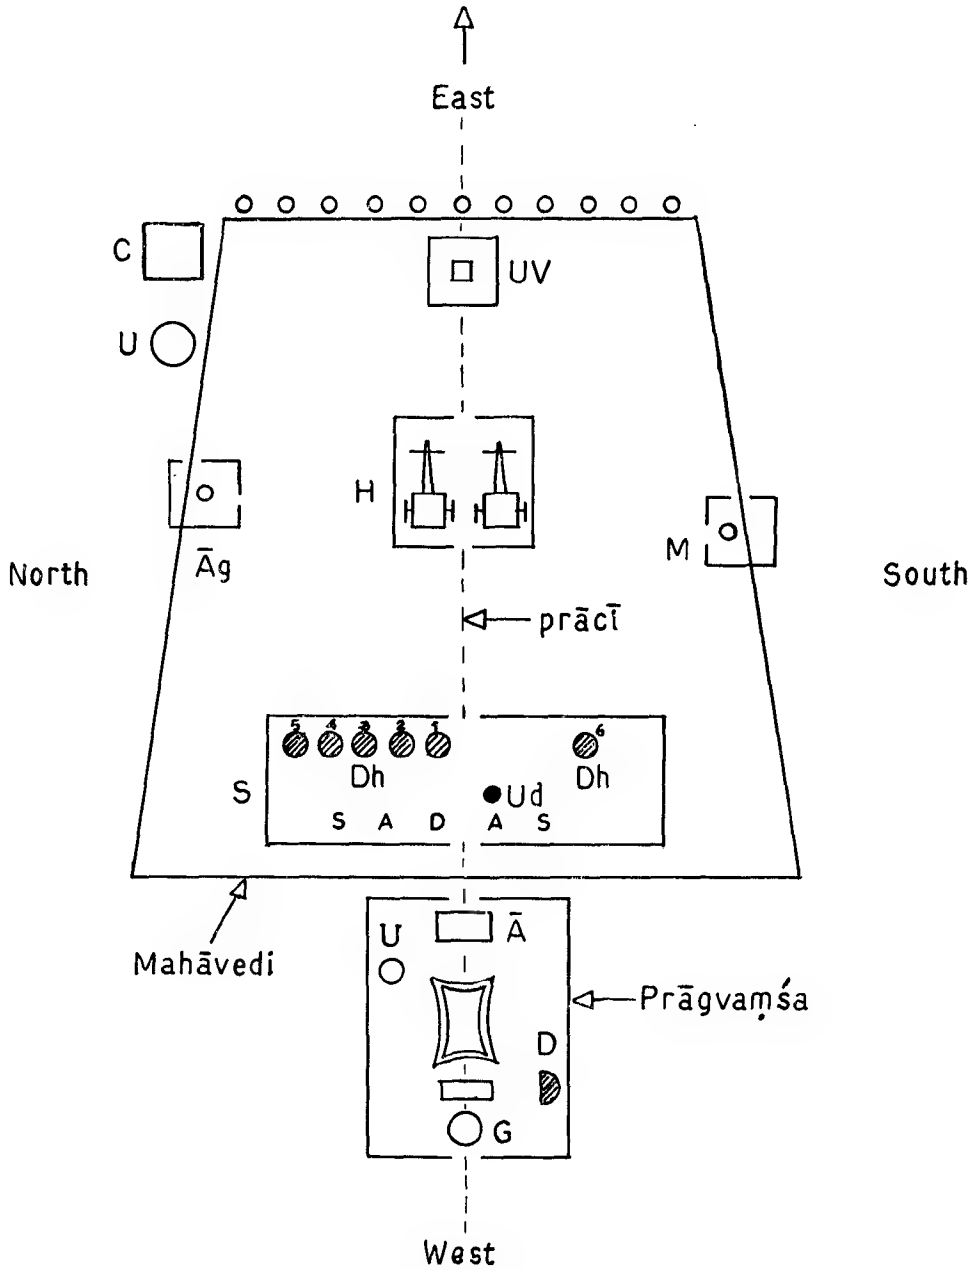 East
C
UV
U
H
Āg
M
North
South
prācī
5 4 3 2 1 6
Dh
Dh
S
Ud
S A D A S
U
Ā
Mahāvedi
Prāgvaṃśa
D
G
West